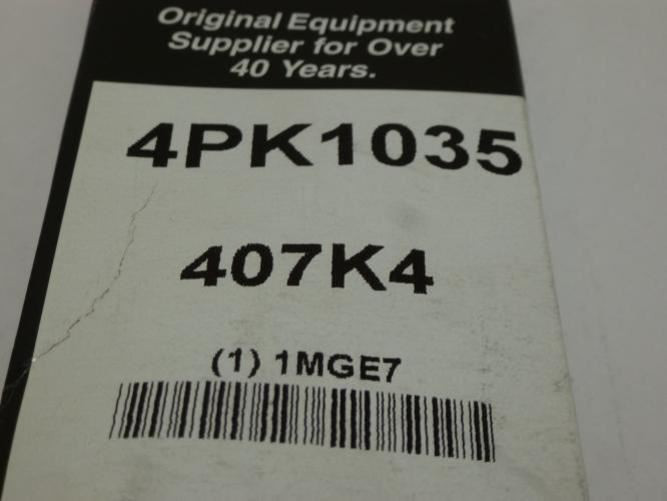 Original Equipment
Supplier for Over
40 Years.
4PK1035
407K4
(1) 1MGE7